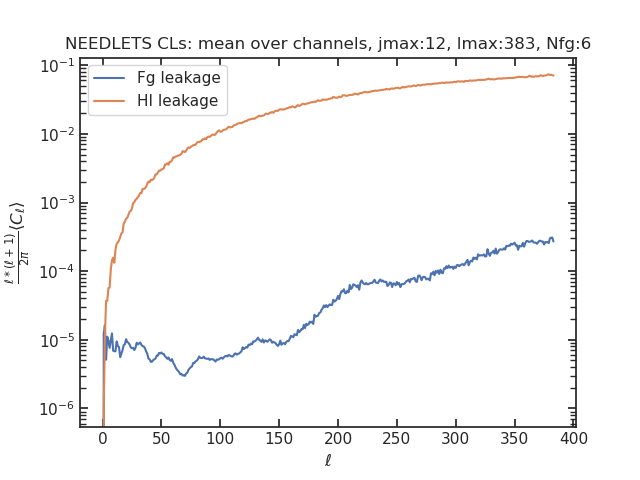 NEEDLETS CLs: mean over channels, jmax:12, lmax:383, Nfg:6
Fg leakage
HI leakage
10⁻¹
10⁻²
10⁻³
10⁻⁴
10⁻⁵
10⁻⁶
ℓ*(ℓ+1)/2π ⟨Cℓ⟩
0 50 100 150 200 250 300 350 400
ℓ